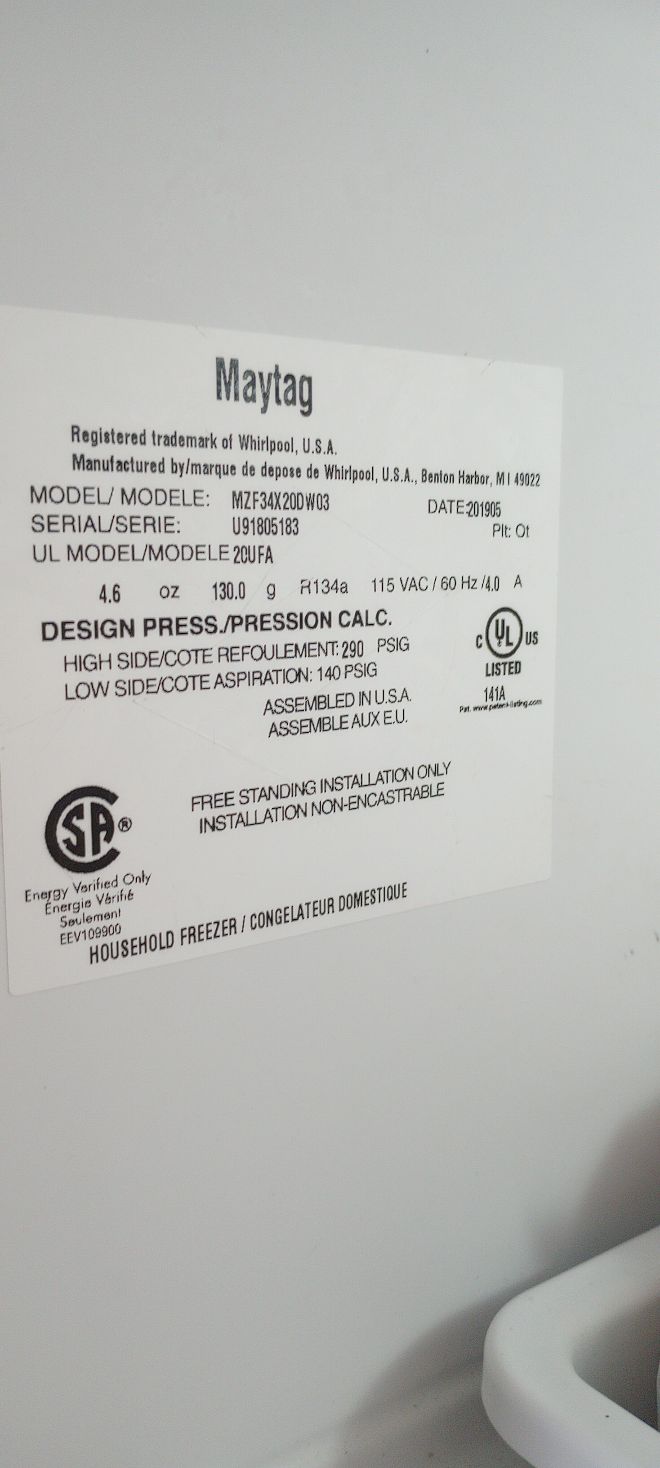 Maytag
Registered trademark of Whirlpool, U.S.A.
Manufactured by/marque de depose de Whirlpool, U.S.A., Benton Harbor, MI 49022
MODEL/ MODELE: MZF34X20DW03 DATE:201905
SERIAL/SERIE: U91805183 Plt: Ot
UL MODEL/MODELE 20UFA
4.6 oz 130.0 g R134a 115 VAC / 60 Hz /4.0 A
DESIGN PRESS./PRESSION CALC.
HIGH SIDE/COTE REFOULEMENT: 290 PSIG
LOW SIDE/COTE ASPIRATION: 140 PSIG
C UL US
LISTED
141A
ASSEMBLED IN U.S.A.
ASSEMBLE AUX E.U.
FREE STANDING INSTALLATION ONLY
INSTALLATION NON-ENCASTRABLE
SA®
Energy Verified Only
Énergie Vérifié
Seulement
EEV109900
HOUSEHOLD FREEZER / CONGELATEUR DOMESTIQUE